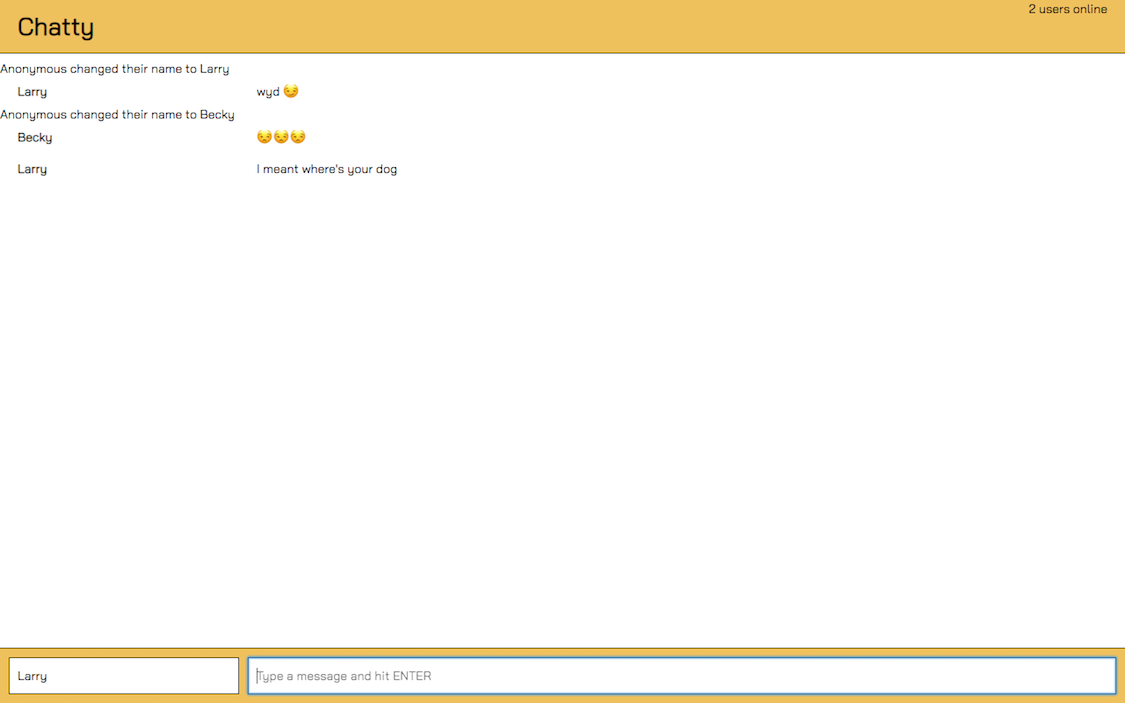 Chatty
2 users online
Anonymous changed their name to Larry
Larry wyd 😏
Anonymous changed their name to Becky
Becky 😏😏😏
Larry I meant where's your dog
Larry
Type a message and hit ENTER